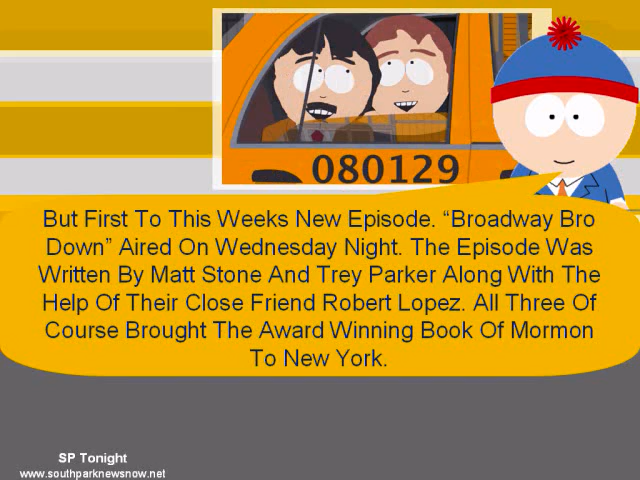 080129
But First To This Weeks New Episode. “Broadway Bro
Down” Aired On Wednesday Night. The Episode Was
Written By Matt Stone And Trey Parker Along With The
Help Of Their Close Friend Robert Lopez. All Three Of
Course Brought The Award Winning Book Of Mormon
To New York.
SP Tonight
www.southparknewsnow.net